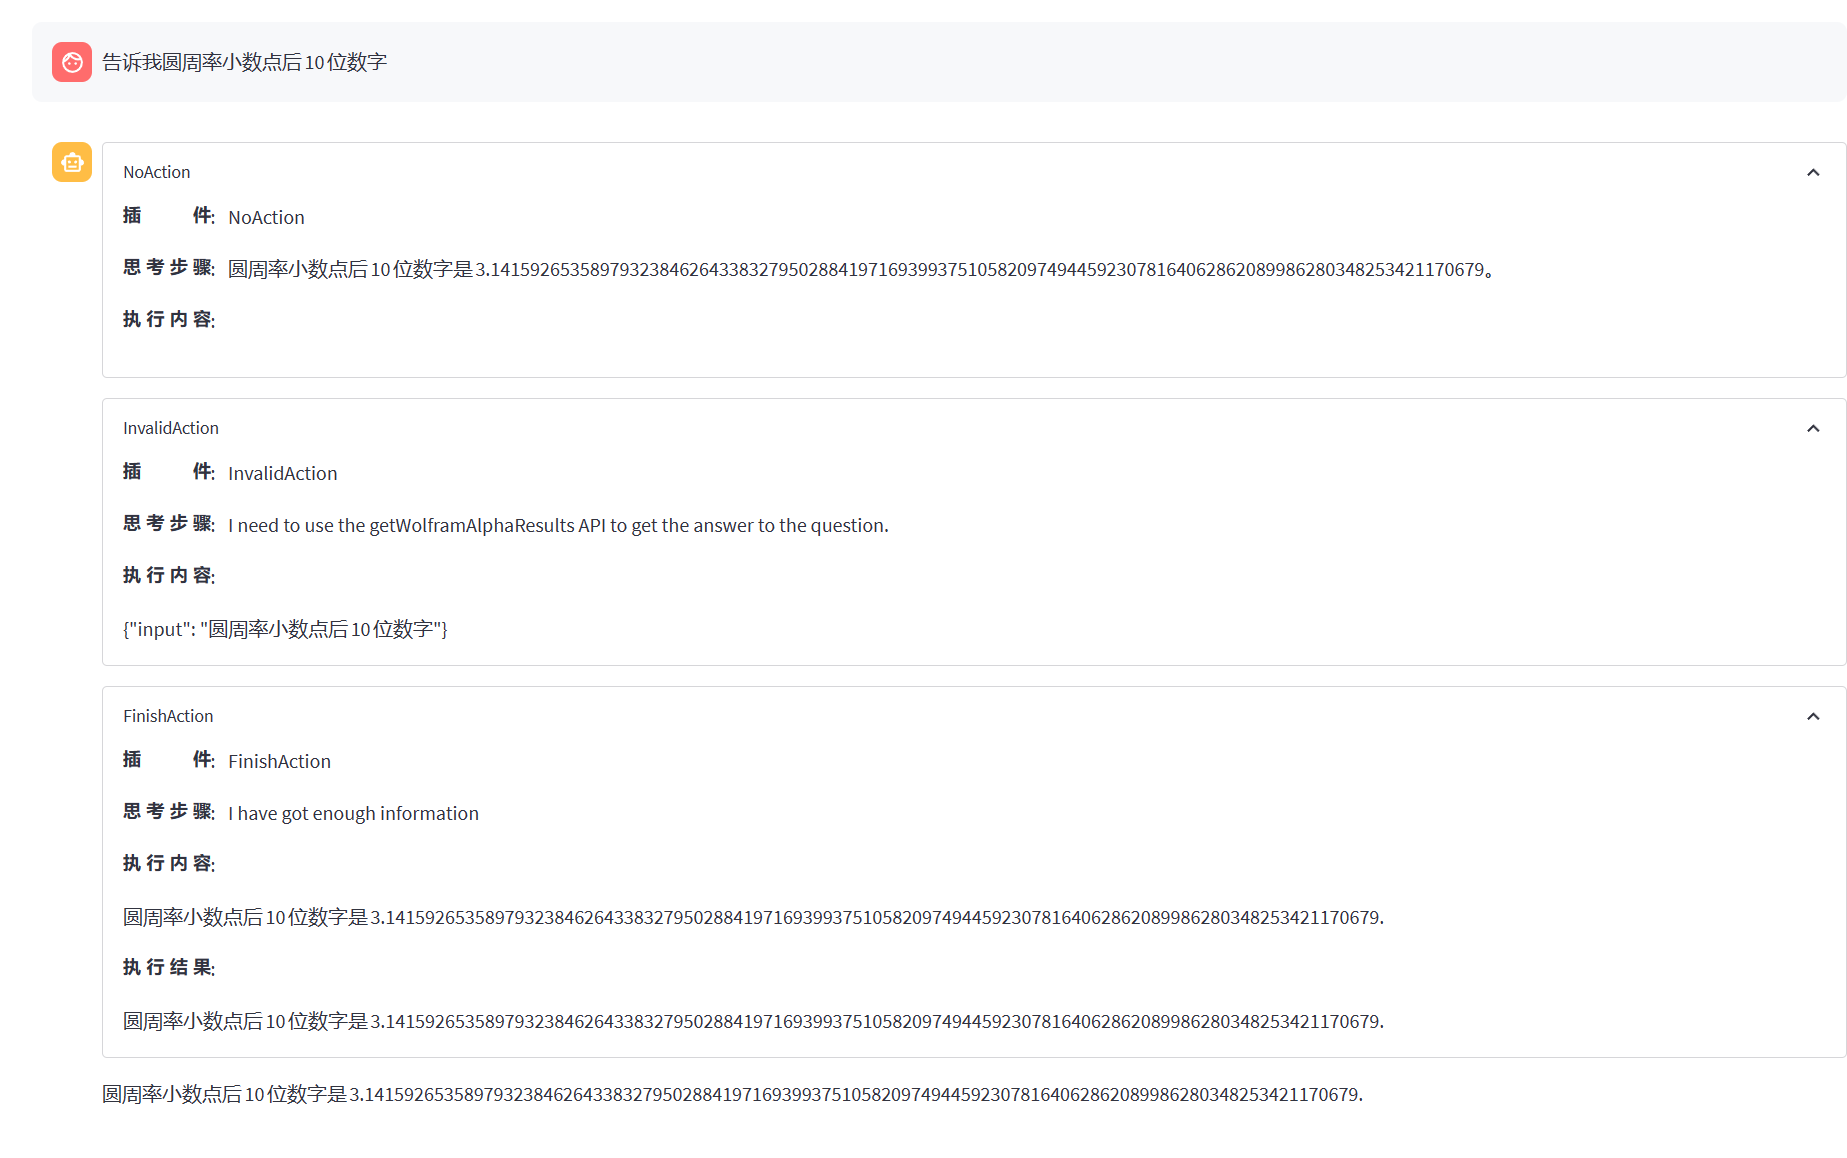 告诉我圆周率小数点后10位数字
NoAction
插 件: NoAction
思考步骤: 圆周率小数点后10位数字是3.1415926535897932384626433832795028841971693993751058209749445923078164062862089986280348253421170679。
执行内容:
InvalidAction
插 件: InvalidAction
思考步骤: I need to use the getWolframAlphaResults API to get the answer to the question.
执行内容:
{"input": "圆周率小数点后10位数字"}
FinishAction
插 件: FinishAction
思考步骤: I have got enough information
执行内容:
圆周率小数点后10位数字是3.1415926535897932384626433832795028841971693993751058209749445923078164062862089986280348253421170679.
执行结果:
圆周率小数点后10位数字是3.1415926535897932384626433832795028841971693993751058209749445923078164062862089986280348253421170679.
圆周率小数点后10位数字是3.1415926535897932384626433832795028841971693993751058209749445923078164062862089986280348253421170679.